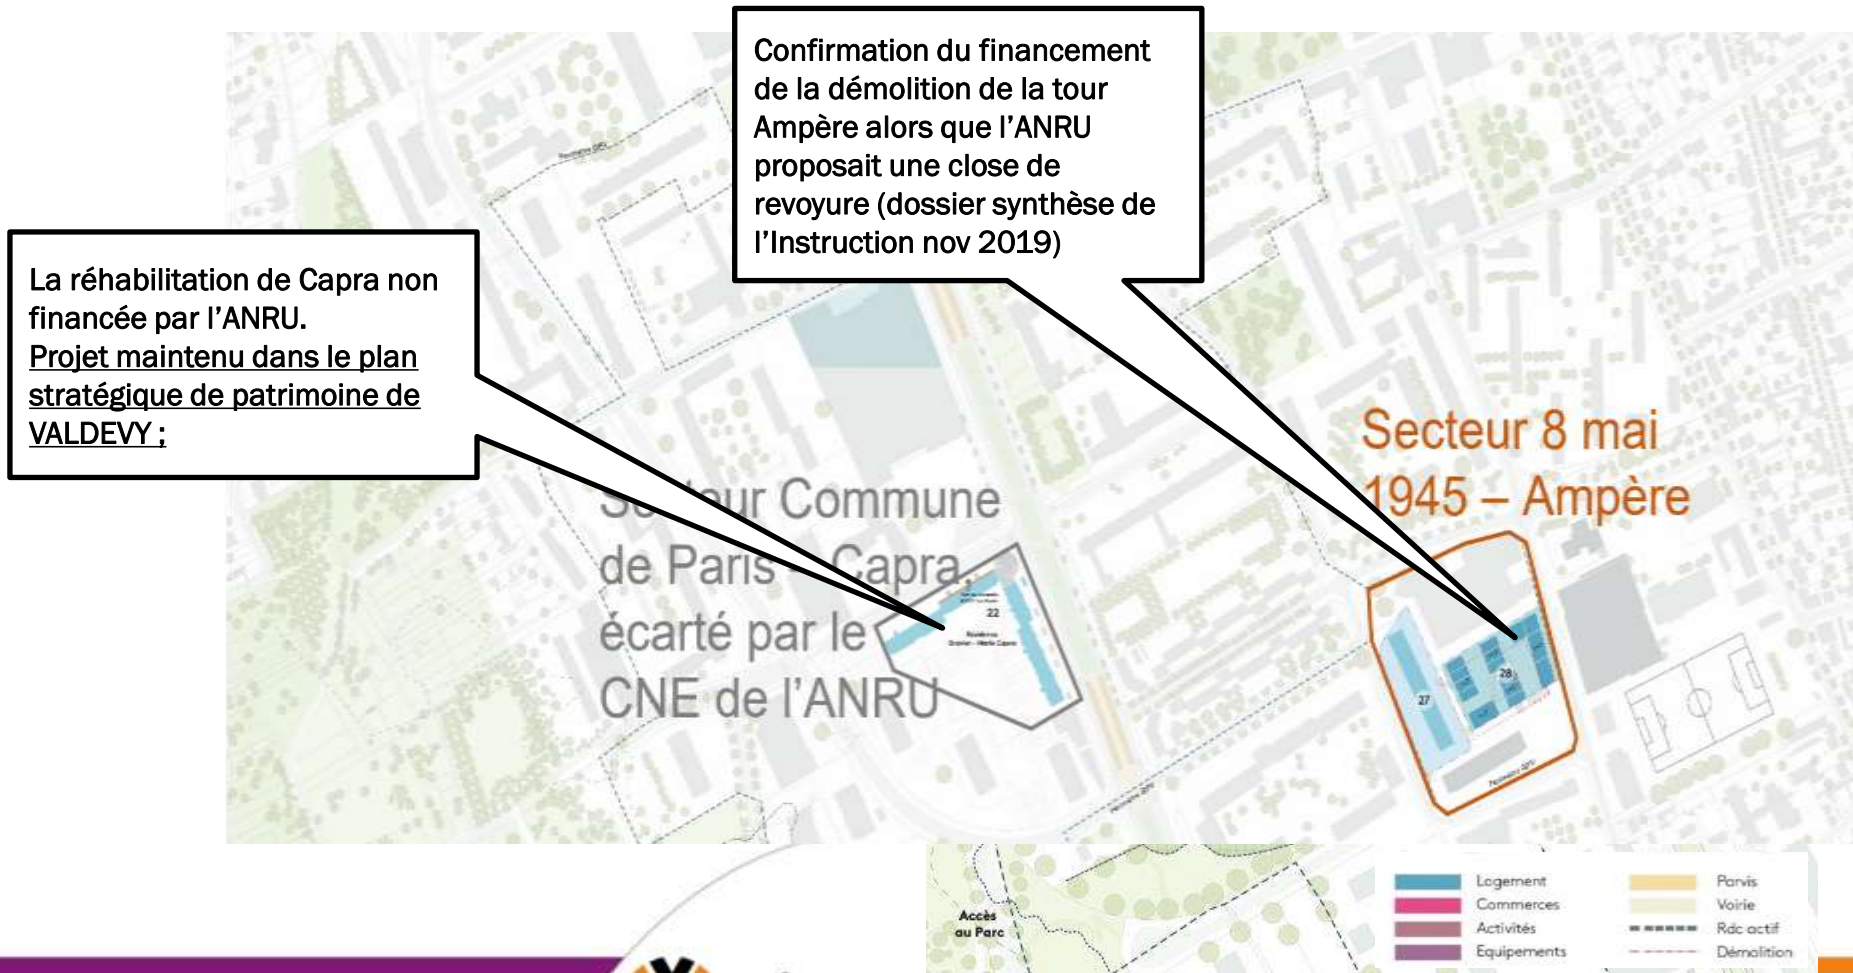 Confirmation du financement
de la démolition de la tour
Ampère alors que l’ANRU
proposait une close de
revoyure (dossier synthèse de
l’Instruction nov 2019)
La réhabilitation de Capra non
financée par l’ANRU.
Projet maintenu dans le plan
stratégique de patrimoine de
VALDEVY ;
Secteur 8 mai
1945 – Ampère
Secteur Commune
de Paris – Capra,
écarté par le
CNE de l’ANRU
22
27
28
Périmètre QPV
Accès
au Parc
Logement
Commerces
Activités
Equipements
Parvis
Voirie
Rdc actif
Démolition